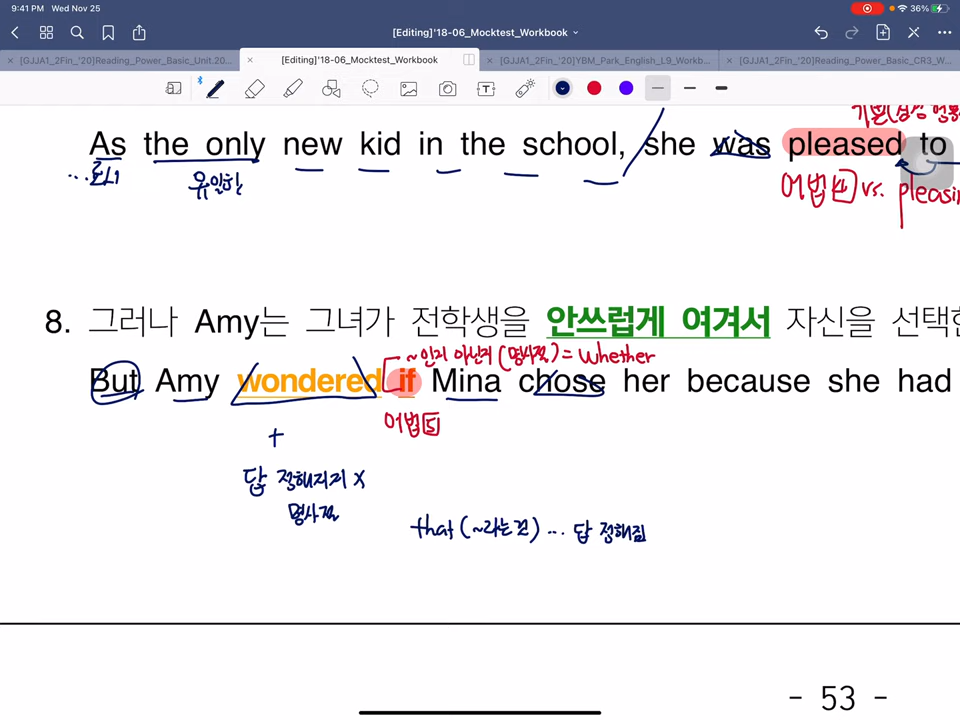 9:41 PM Wed Nov 25
36%
[Editing]'18-06_Mocktest_Workbook
[GJJA1_2Fin_'20]Reading_Power_Basic_Unit.20...
[Editing]'18-06_Mocktest_Workbook
[GJJA1_2Fin_'20]YBM_Park_English_L9_Workb...
[GJJA1_2Fin_'20]Reading_Power_Basic_CR3_W...
As the only new kid in the school, she was pleased to
...로서
유일한
어법 4 vs. pleasin
8. 그러나 Amy는 그녀가 전학생을 안쓰럽게 여겨서 자신을 선택한
~인지 아닌지 (명사절) = whether
But Amy wondered if Mina chose her because she had
어법 5
+
답 정해지지 X
명사절
that (~라는 것) ... 답 정해짐
- 53 -